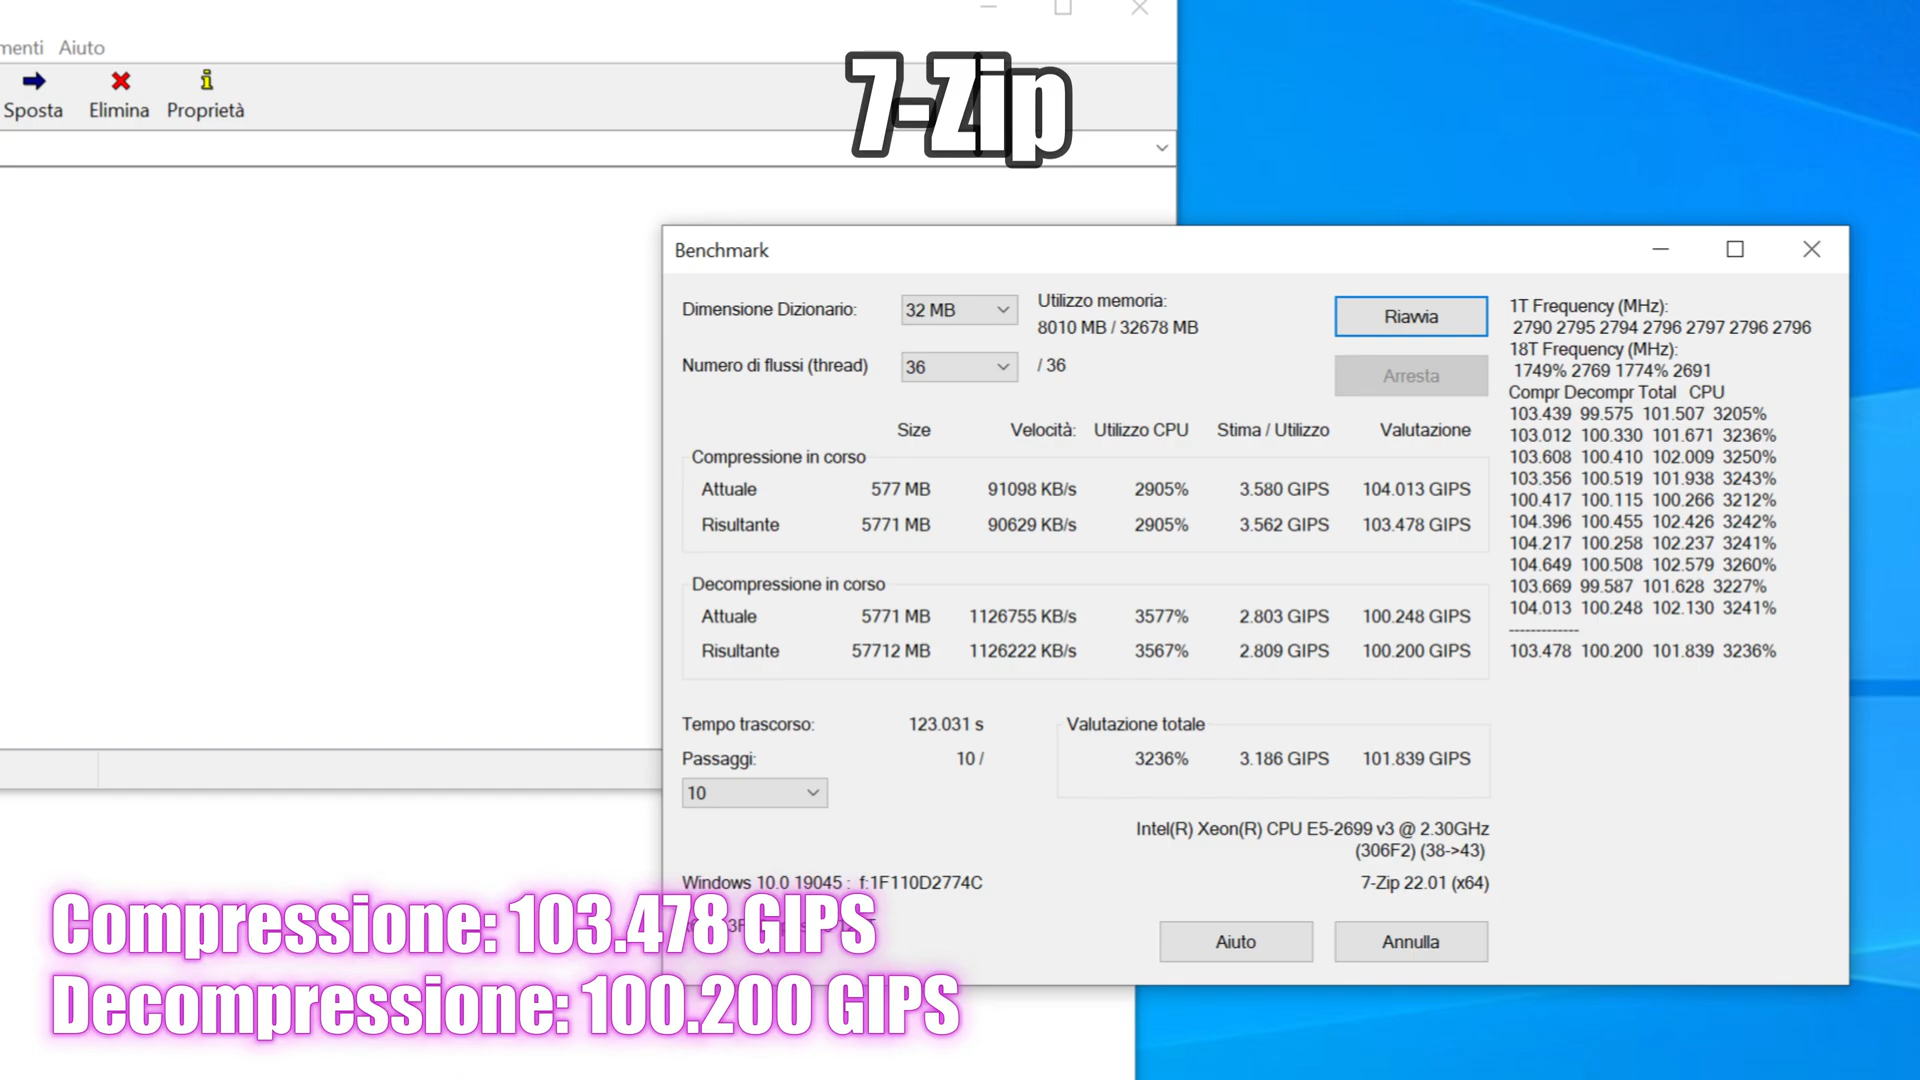 menti Aiuto
7-Zip
Sposta Elimina Proprietà
Benchmark
Dimensione Dizionario: 32 MB
Utilizzo memoria:
8010 MB / 32678 MB
Numero di flussi (thread) 36 / 36
Riavvia
Arresta
Size Velocità: Utilizzo CPU Stima / Utilizzo Valutazione
Compressione in corso
Attuale 577 MB 91098 KB/s 2905% 3.580 GIPS 104.013 GIPS
Risultante 5771 MB 90629 KB/s 2905% 3.562 GIPS 103.478 GIPS
Decompressione in corso
Attuale 5771 MB 1126755 KB/s 3577% 2.803 GIPS 100.248 GIPS
Risultante 57712 MB 1126222 KB/s 3567% 2.809 GIPS 100.200 GIPS
Tempo trascorso: 123.031 s
Passaggi: 10 /
10
Valutazione totale
3236% 3.186 GIPS 101.839 GIPS
Intel(R) Xeon(R) CPU E5-2699 v3 @ 2.30GHz
(306F2) (38->43)
Windows 10.0 19045 : f:1F110D2774C
7-Zip 22.01 (x64)
Aiuto Annulla
1T Frequency (MHz):
2790 2795 2794 2796 2797 2796 2796
18T Frequency (MHz):
1749% 2769 1774% 2691
Compr Decompr Total CPU
103.439 99.575 101.507 3205%
103.012 100.330 101.671 3236%
103.608 100.410 102.009 3250%
103.356 100.519 101.938 3243%
100.417 100.115 100.266 3212%
104.396 100.455 102.426 3242%
104.217 100.258 102.237 3241%
104.649 100.508 102.579 3260%
103.669 99.587 101.628 3227%
104.013 100.248 102.130 3241%
-------------
103.478 100.200 101.839 3236%
Compressione: 103.478 GIPS
Decompressione: 100.200 GIPS